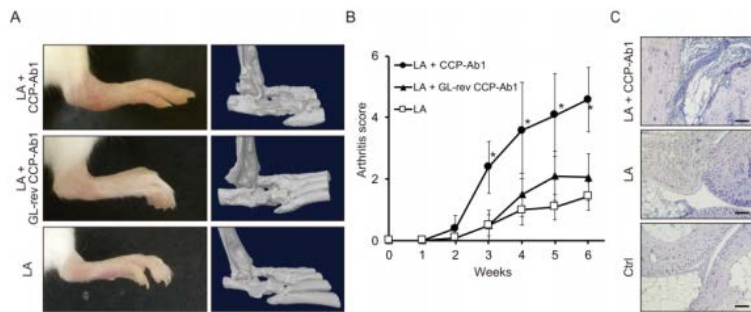 A
LA +
CCP-Ab1
LA +
GL-rev CCP-Ab1
LA
B
Arthritis score
6
4
2
0
LA + CCP-Ab1
LA + GL-rev CCP-Ab1
LA
*
*
*
*
0 1 2 3 4 5 6
Weeks
C
LA + CCP-Ab1
LA
Ctrl